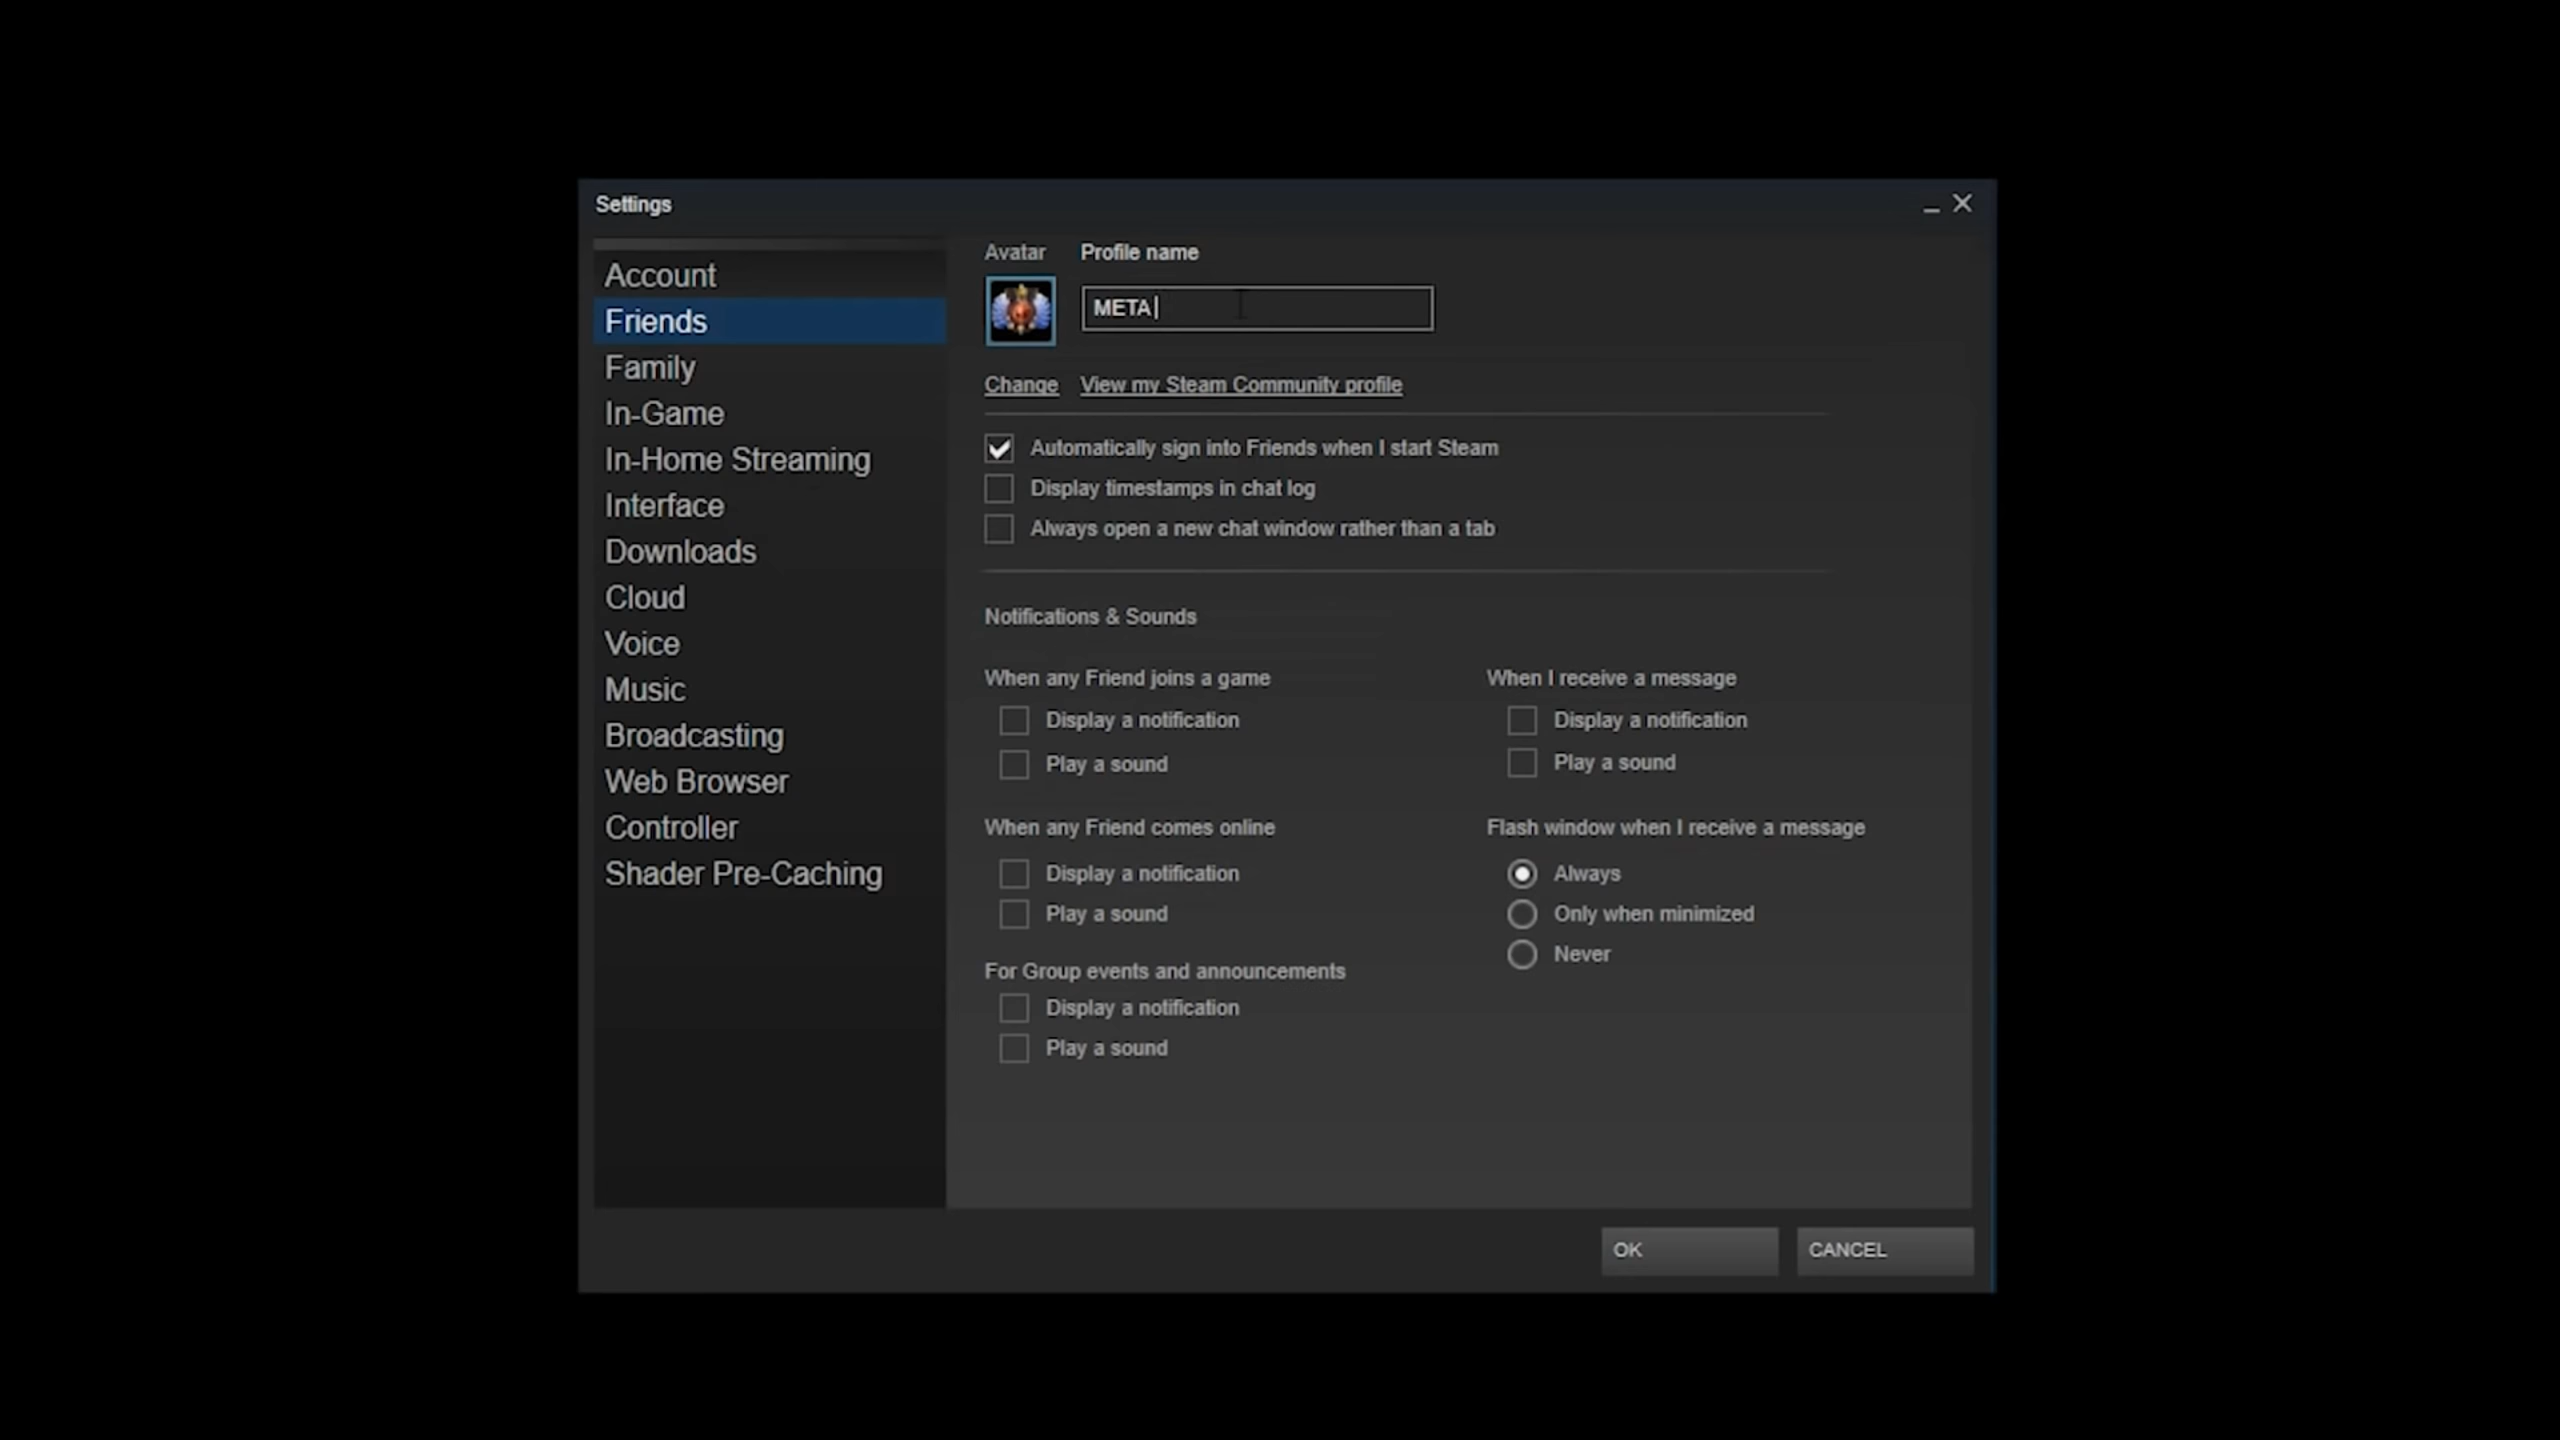 Settings
Account
Friends
Family
In-Game
In-Home Streaming
Interface
Downloads
Cloud
Voice
Music
Broadcasting
Web Browser
Controller
Shader Pre-Caching
Avatar Profile name
META
Change View my Steam Community profile
Automatically sign into Friends when I start Steam
Display timestamps in chat log
Always open a new chat window rather than a tab
Notifications & Sounds
When any Friend joins a game
Display a notification
Play a sound
When any Friend comes online
Display a notification
Play a sound
For Group events and announcements
Display a notification
Play a sound
When I receive a message
Display a notification
Play a sound
Flash window when I receive a message
Always
Only when minimized
Never
OK
CANCEL